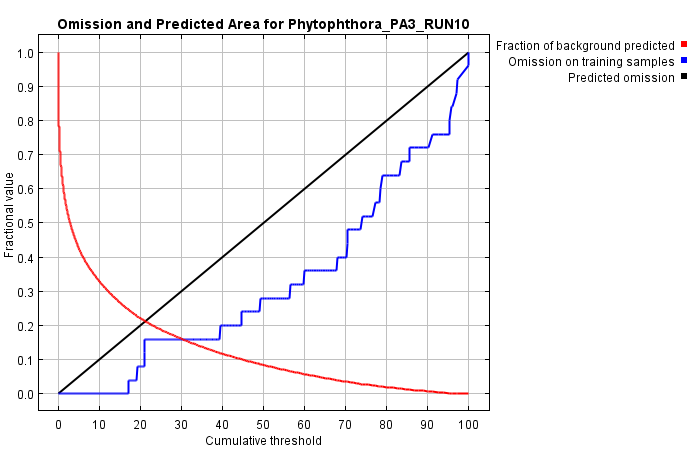 Omission and Predicted Area for Phytophthora_PA3_RUN10
Fraction of background predicted
Omission on training samples
Predicted omission
1.0
0.9
0.8
0.7
0.6
0.5
0.4
0.3
0.2
0.1
0.0
Fractional value
0 10 20 30 40 50 60 70 80 90 100
Cumulative threshold